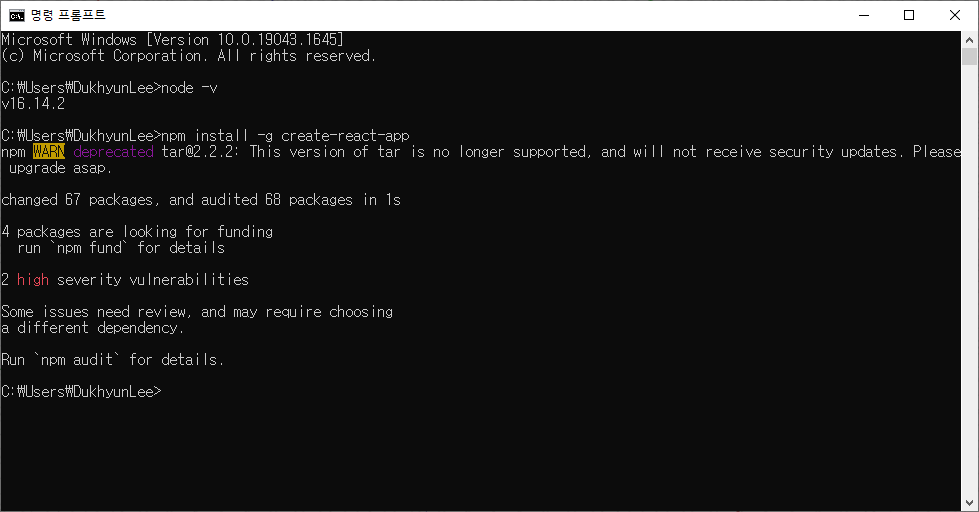 명령 프롬프트
Microsoft Windows [Version 10.0.19043.1645]
(c) Microsoft Corporation. All rights reserved.
C:₩Users₩DukhyunLee>node -v
v16.14.2
C:₩Users₩DukhyunLee>npm install -g create-react-app
npm WARN deprecated tar@2.2.2: This version of tar is no longer supported, and will not receive security updates. Please
 upgrade asap.
changed 67 packages, and audited 68 packages in 1s
4 packages are looking for funding
  run `npm fund` for details
2 high severity vulnerabilities
Some issues need review, and may require choosing
a different dependency.
Run `npm audit` for details.
C:₩Users₩DukhyunLee>